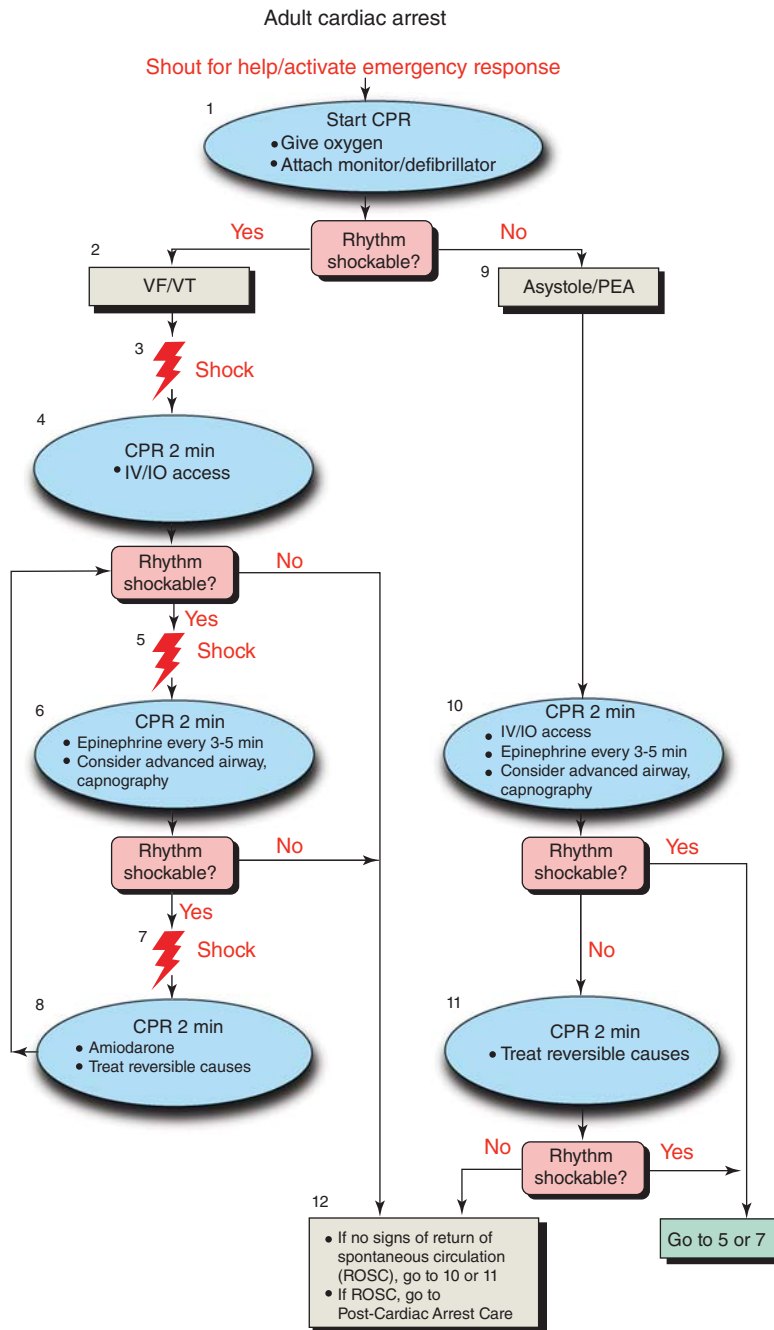 Adult cardiac arrest
Shout for help/activate emergency response
1
Start CPR
• Give oxygen
• Attach monitor/defibrillator
Rhythm
shockable?
Yes
No
2
VF/VT
9
Asystole/PEA
3
Shock
4
CPR 2 min
• IV/IO access
Rhythm
shockable?
No
Yes
5
Shock
6
CPR 2 min
• Epinephrine every 3-5 min
• Consider advanced airway,
capnography
10
CPR 2 min
• IV/IO access
• Epinephrine every 3-5 min
• Consider advanced airway,
capnography
Rhythm
shockable?
No
Yes
Rhythm
shockable?
Yes
No
7
Shock
8
CPR 2 min
• Amiodarone
• Treat reversible causes
11
CPR 2 min
• Treat reversible causes
Rhythm
shockable?
No
Yes
12
• If no signs of return of
spontaneous circulation
(ROSC), go to 10 or 11
• If ROSC, go to
Post-Cardiac Arrest Care
Go to 5 or 7